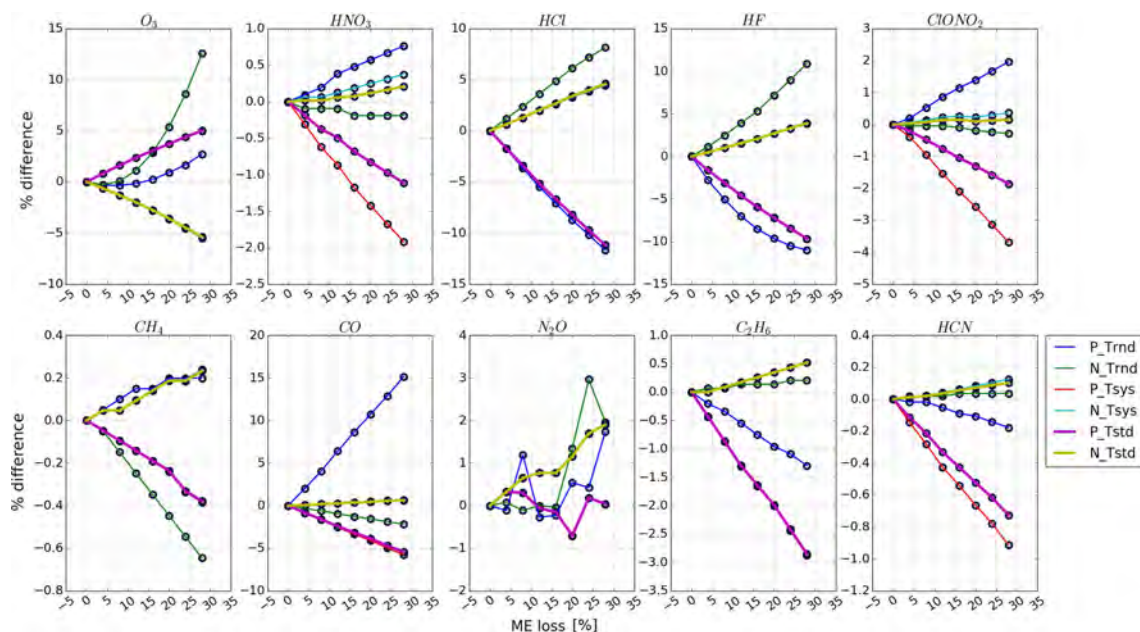 O3 HNO3 HCl HF ClONO2
% difference
15 10 5 0 −5 −10
1.0 0.5 0.0 −0.5 −1.0 −1.5 −2.0 −2.5
10 5 0 −5 −10 −15
15 10 5 0 −5 −10 −15
3 2 1 0 −1 −2 −3 −4 −5
−5 0 5 10 15 20 25 30 35
−5 0 5 10 15 20 25 30 35
−5 0 5 10 15 20 25 30 35
−5 0 5 10 15 20 25 30 35
−5 0 5 10 15 20 25 30 35
CH4 CO N2O C2H6 HCN
% difference
0.4 0.2 0.0 −0.2 −0.4 −0.6 −0.8
20 15 10 5 0 −5 −10
4 3 2 1 0 −1 −2
1.0 0.5 0.0 −0.5 −1.0 −1.5 −2.0 −2.5 −3.0 −3.5
0.4 0.2 0.0 −0.2 −0.4 −0.6 −0.8 −1.0 −1.2
−5 0 5 10 15 20 25 30 35
−5 0 5 10 15 20 25 30 35
−5 0 5 10 15 20 25 30 35
−5 0 5 10 15 20 25 30 35
−5 0 5 10 15 20 25 30 35
ME loss [%]
P_Trnd
N_Trnd
P_Tsys
N_Tsys
P_Tstd
N_Tstd